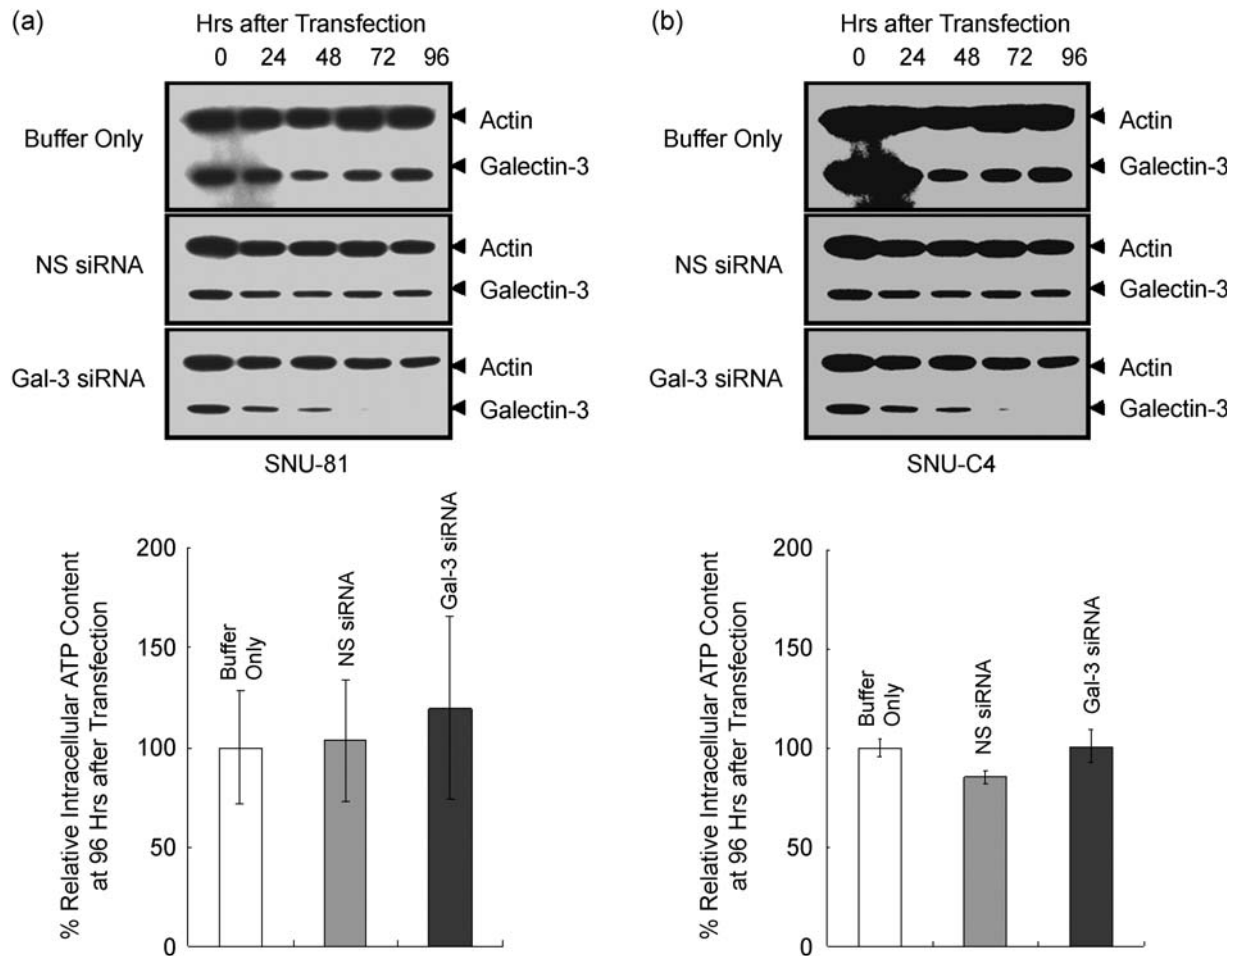 (a)
Hrs after Transfection
0 24 48 72 96
Buffer Only
Actin
Galectin-3
NS siRNA
Actin
Galectin-3
Gal-3 siRNA
Actin
Galectin-3
SNU-81
% Relative Intracellular ATP Content
at 96 Hrs after Transfection
200
150
100
50
0
Buffer
Only
NS siRNA
Gal-3 siRNA
(b)
Hrs after Transfection
0 24 48 72 96
Buffer Only
Actin
Galectin-3
NS siRNA
Actin
Galectin-3
Gal-3 siRNA
Actin
Galectin-3
SNU-C4
% Relative Intracellular ATP Content
at 96 Hrs after Transfection
200
150
100
50
0
Buffer
Only
NS siRNA
Gal-3 siRNA